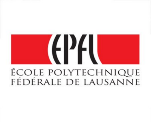 EPFL
ÉCOLE POLYTECHNIQUE
FÉDÉRALE DE LAUSANNE